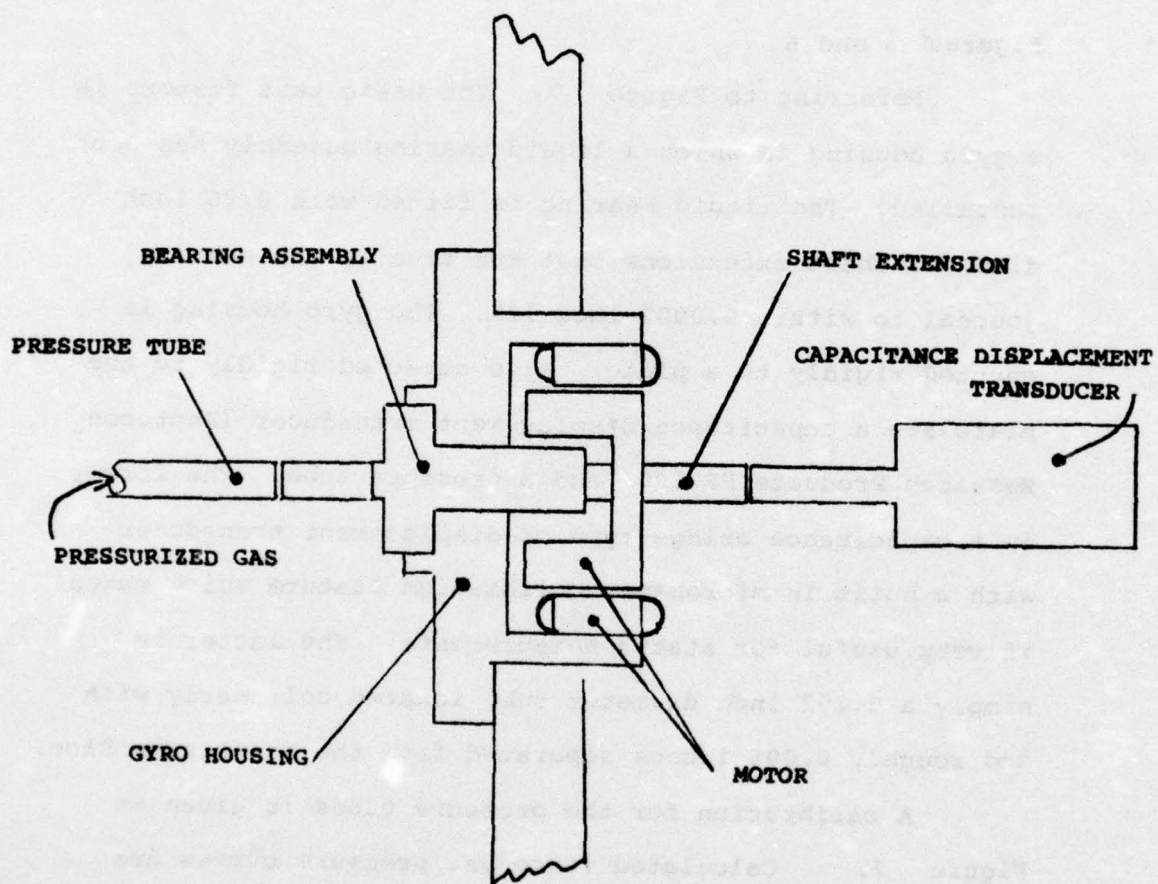 BEARING ASSEMBLY
SHAFT EXTENSION
PRESSURE TUBE
CAPACITANCE DISPLACEMENT
TRANSDUCER
PRESSURIZED GAS
GYRO HOUSING
MOTOR